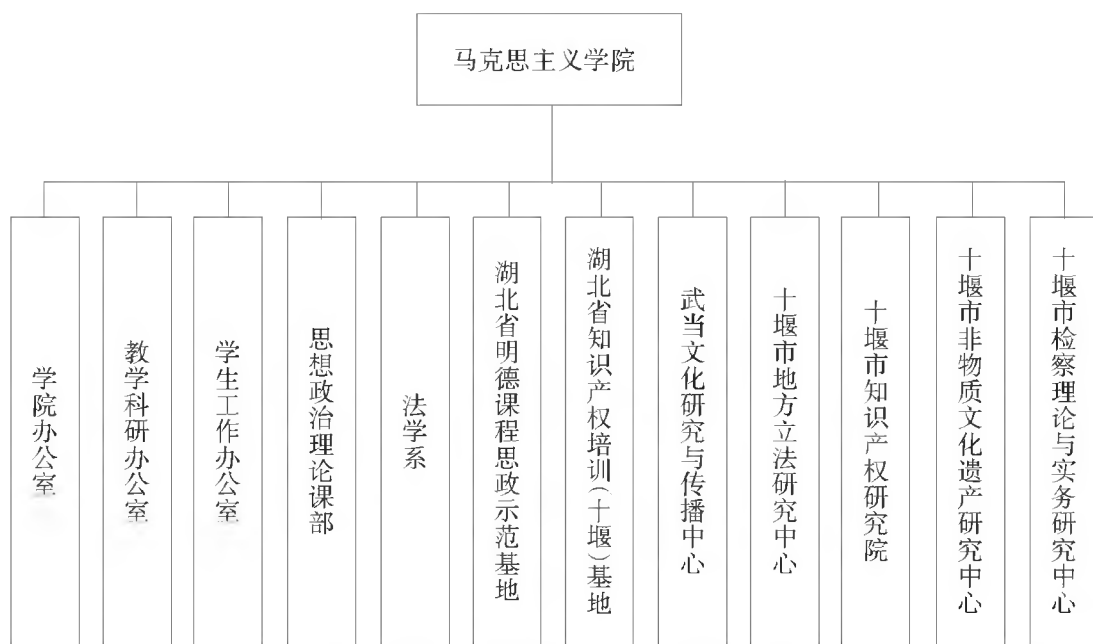 马克思主义学院
学院办公室
教学科研办公室
学生工作办公室
思想政治理论课部
法学系
湖北省明德课程思政示范基地
湖北省知识产权培训(十堰)基地
武当文化研究与传播中心
十堰市地方立法研究中心
十堰市知识产权研究院
十堰市非物质文化遗产研究中心
十堰市检察理论与实务研究中心